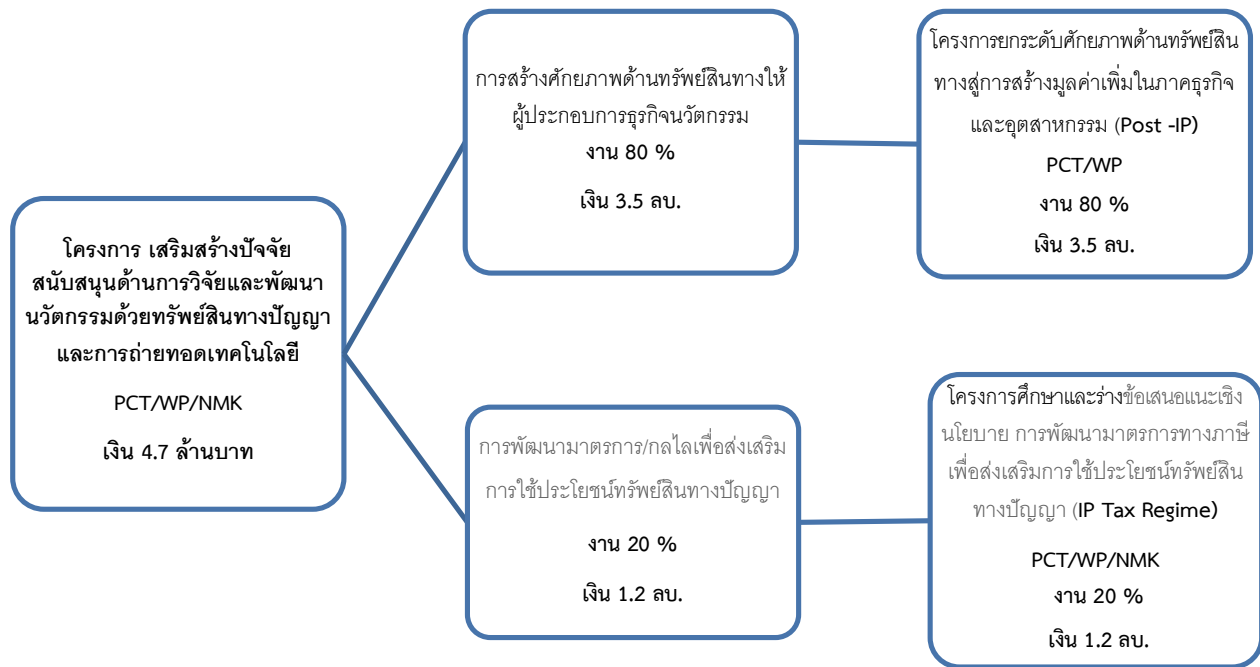 โครงการ เสริมสร้างปัจจัย
สนับสนุนด้านการวิจัยและพัฒนา
นวัตกรรมด้วยทรัพย์สินทางปัญญา
และการถ่ายทอดเทคโนโลยี
PCT/WP/NMK
เงิน 4.7 ล้านบาท
การสร้างศักยภาพด้านทรัพย์สินทางให้
ผู้ประกอบการธุรกิจนวัตกรรม
งาน 80 %
เงิน 3.5 ลบ.
โครงการยกระดับศักยภาพด้านทรัพย์สิน
ทางสู่การสร้างมูลค่าเพิ่มในภาคธุรกิจ
และอุตสาหกรรม (Post -IP)
PCT/WP
งาน 80 %
เงิน 3.5 ลบ.
การพัฒนามาตรการ/กลไลเพื่อส่งเสริม
การใช้ประโยชน์ทรัพย์สินทางปัญญา
งาน 20 %
เงิน 1.2 ลบ.
โครงการศึกษาและร่างข้อเสนอแนะเชิง
นโยบาย การพัฒนามาตรการทางภาษี
เพื่อส่งเสริมการใช้ประโยชน์ทรัพย์สิน
ทางปัญญา (IP Tax Regime)
PCT/WP/NMK
งาน 20 %
เงิน 1.2 ลบ.